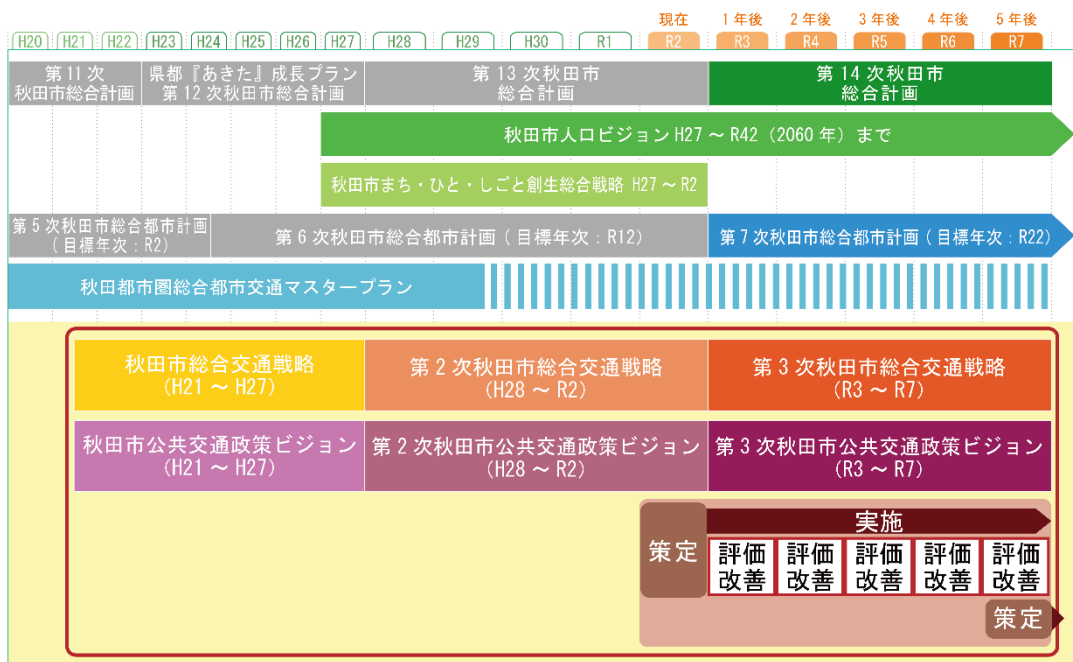 現在 1年後 2年後 3年後 4年後 5年後
H20 H21 H22 H23 H24 H25 H26 H27 H28 H29 H30 R1 R2 R3 R4 R5 R6 R7
第11次
秋田市総合計画
県都『あきた』成長プラン
第12次秋田市総合計画
第13次秋田市
総合計画
第14次秋田市
総合計画
秋田市人口ビジョンH27～R42（2060年）まで
秋田市まち・ひと・しごと創生総合戦略 H27～R2
第5次秋田市総合都市計画
(目標年次：R2)
第6次秋田市総合都市計画(目標年次：R12)
第7次秋田市総合都市計画(目標年次：R22)
秋田都市圏総合都市交通マスタープラン
秋田市総合交通戦略
(H21～H27)
第2次秋田市総合交通戦略
(H28～R2)
第3次秋田市総合交通戦略
(R3～R7)
秋田市公共交通政策ビジョン
(H21～H27)
第2次秋田市公共交通政策ビジョン
(H28～R2)
第3次秋田市公共交通政策ビジョン
(R3～R7)
策定
実施
評価 評価 評価 評価 評価
改善 改善 改善 改善 改善
策定